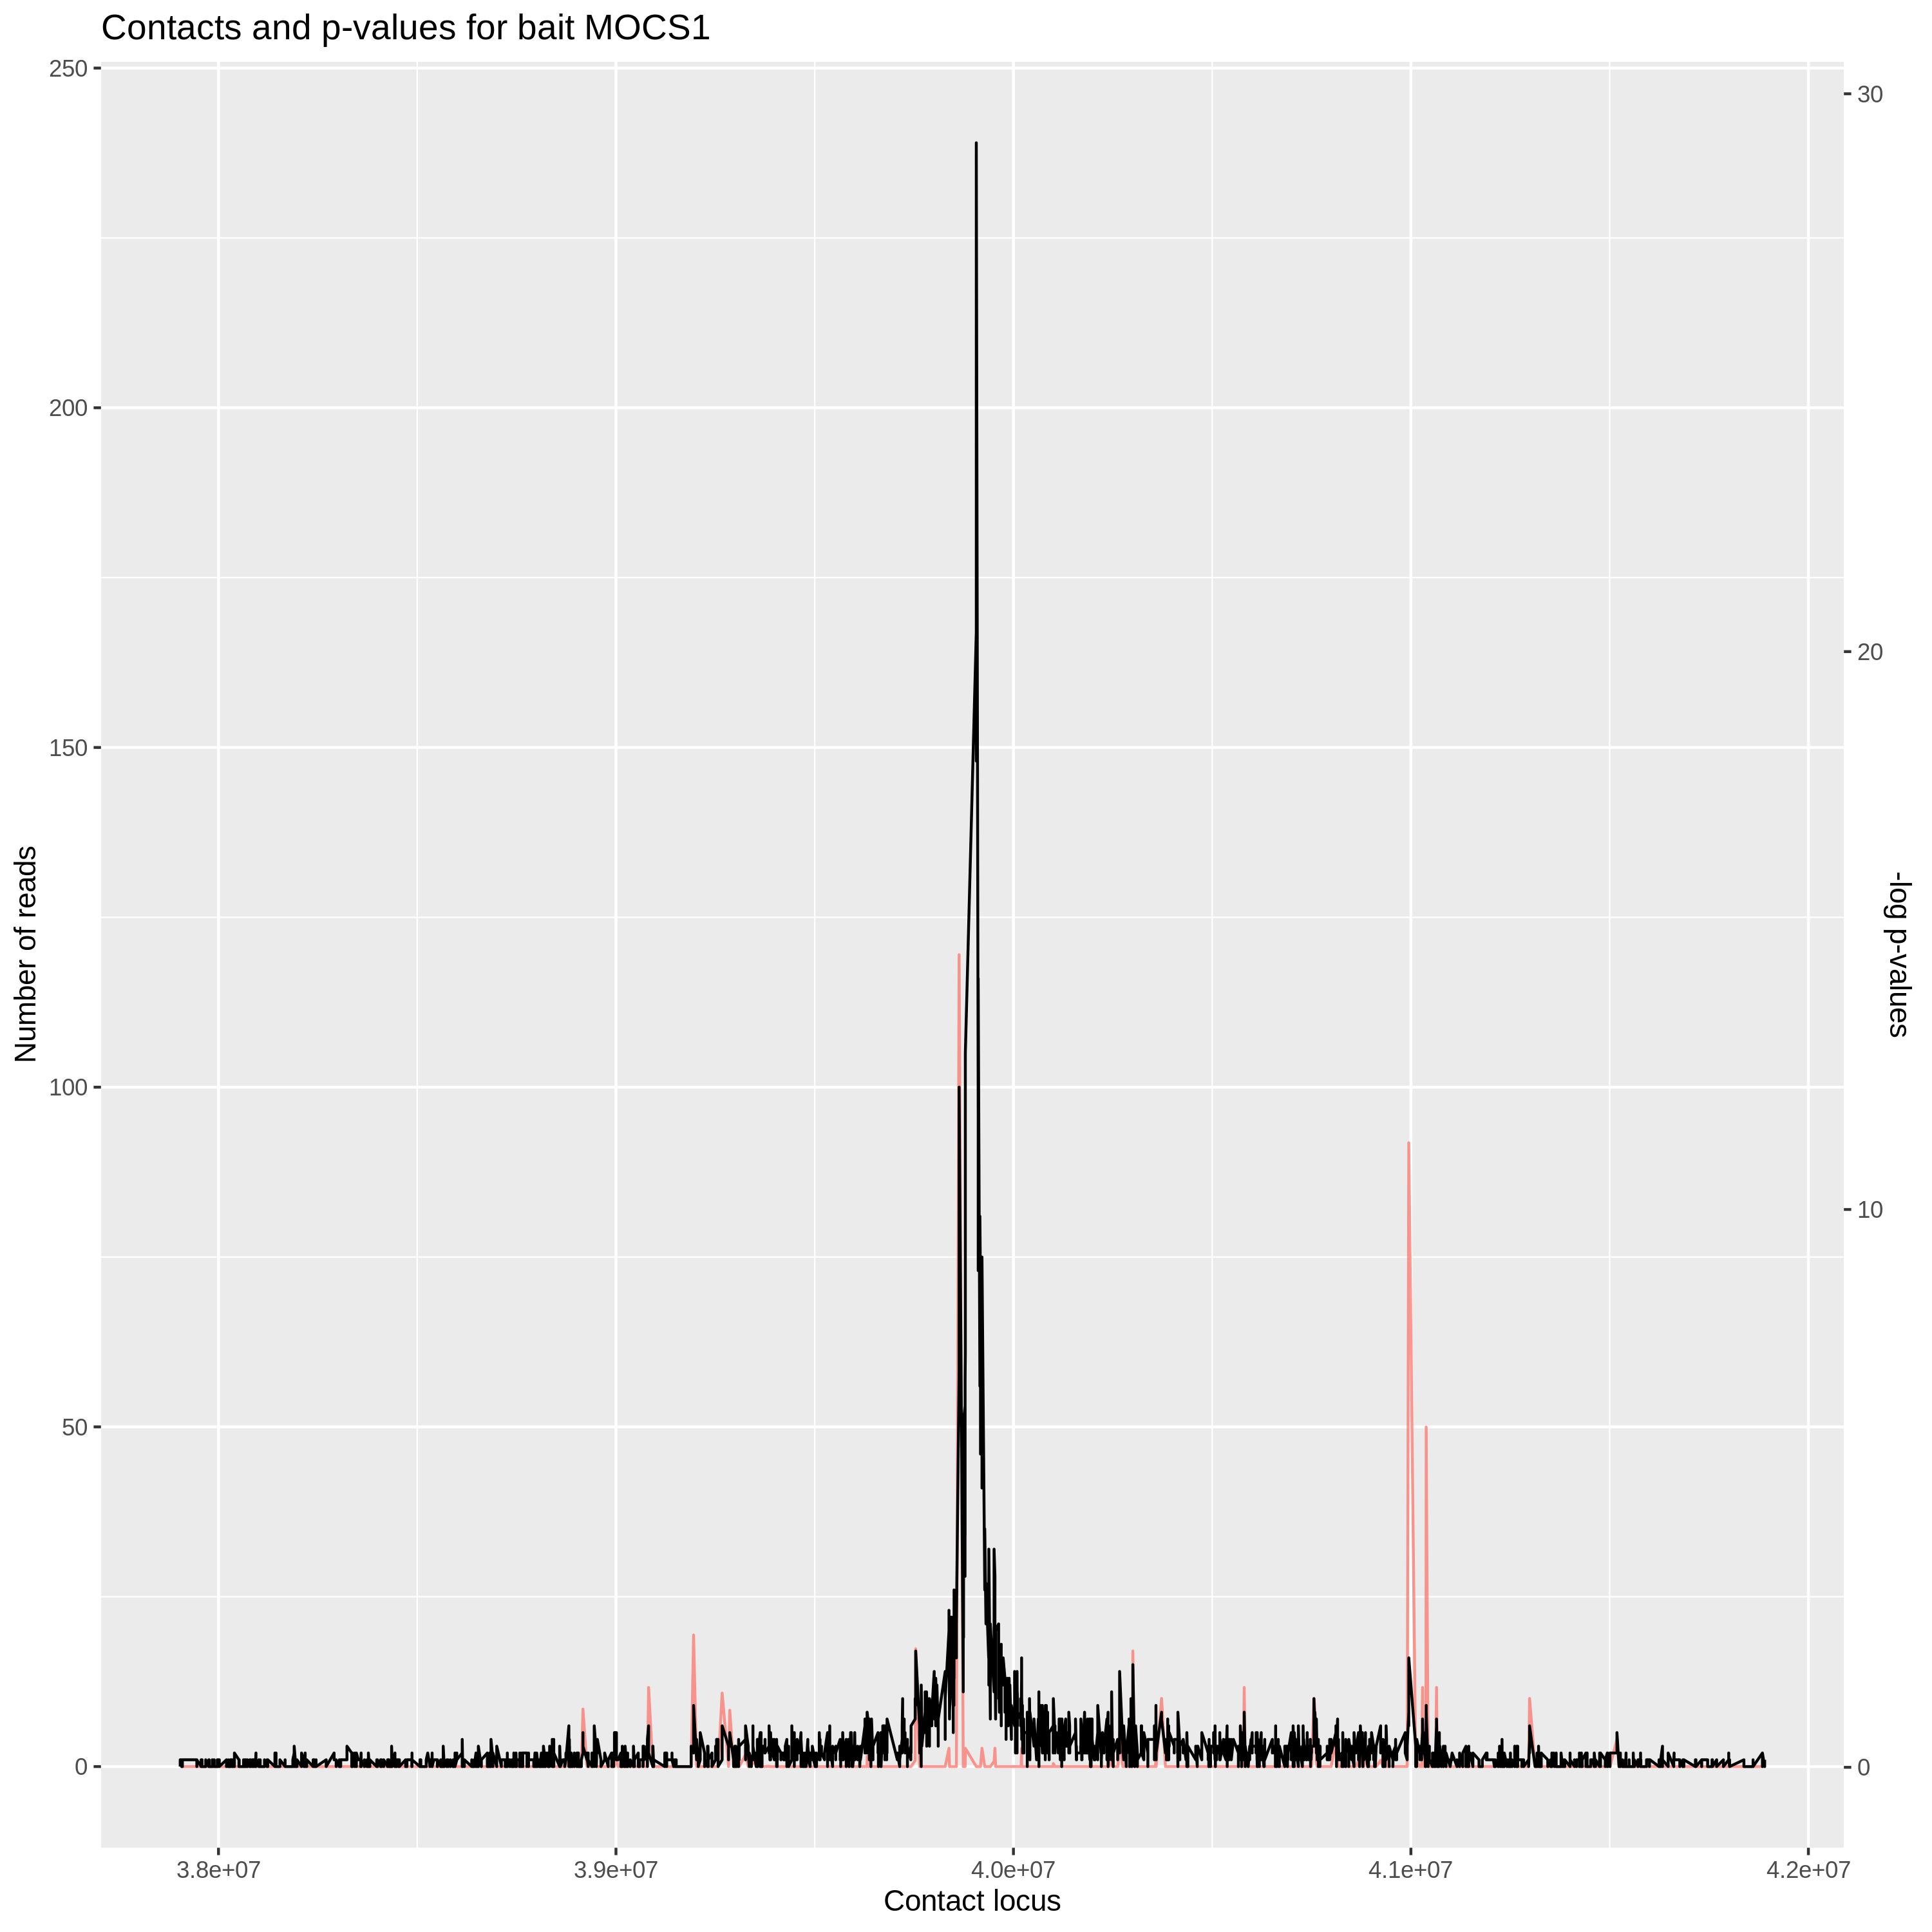 Contacts and p-values for bait MOCS1
250
200
150
100
50
0
Number of reads
30
20
10
0
-log p-values
3.8e+07
3.9e+07
4.0e+07
4.1e+07
4.2e+07
Contact locus